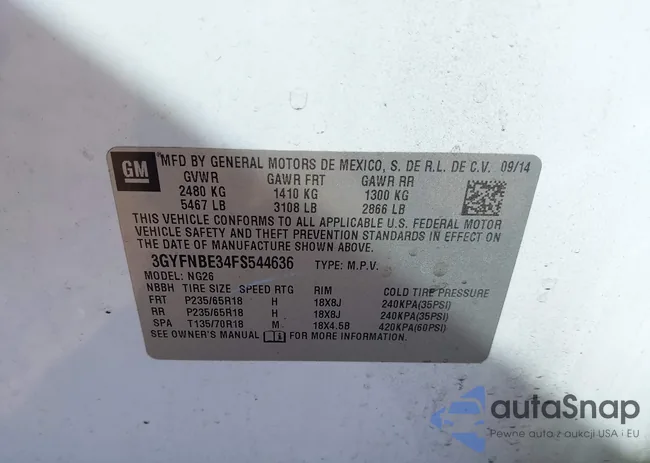 GM
MFD BY GENERAL MOTORS DE MEXICO, S. DE R.L. DE C.V. 09/14
GVWR GAWR FRT GAWR RR
2480 KG 1410 KG 1300 KG
5467 LB 3108 LB 2866 LB
THIS VEHICLE CONFORMS TO ALL APPLICABLE U.S. FEDERAL MOTOR
VEHICLE SAFETY AND THEFT PREVENTION STANDARDS IN EFFECT ON
THE DATE OF MANUFACTURE SHOWN ABOVE.
3GYFNBE34FS544636 TYPE: M.P.V.
MODEL: NG26
NBBH TIRE SIZE SPEED RTG RIM COLD TIRE PRESSURE
FRT P235/65R18 H 18X8J 240KPA(35PSI)
RR P235/65R18 H 18X8J 240KPA(35PSI)
SPA T135/70R18 M 18X4.5B 420KPA(60PSI)
SEE OWNER'S MANUAL FOR MORE INFORMATION.
autaSnap
Pewne auta z aukcji USA i EU